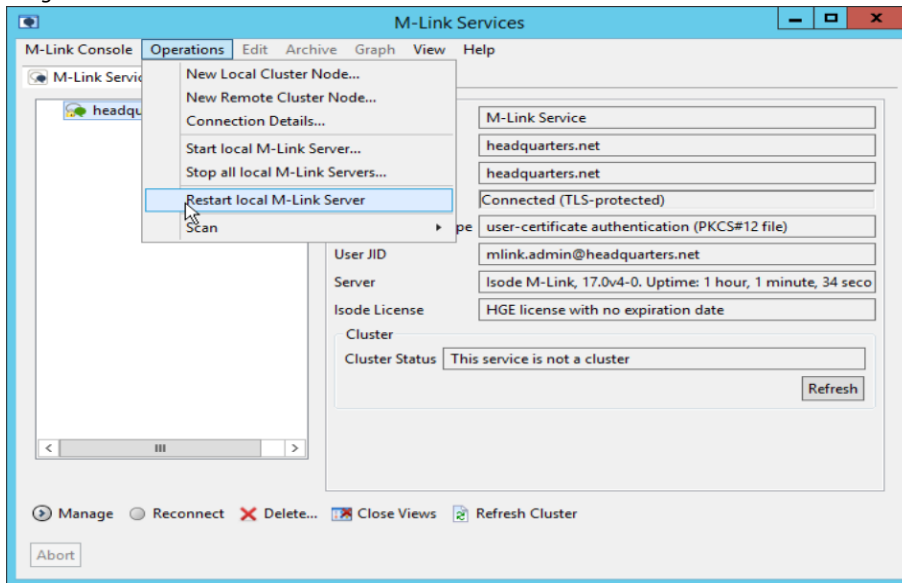 M-Link Services
M-Link Console Operations Edit Archive Graph View Help
M-Link Servic
New Local Cluster Node...
New Remote Cluster Node...
Connection Details...
Start local M-Link Server...
Stop all local M-Link Servers...
Restart local M-Link Server
Scan
headqu
M-Link Service
headquarters.net
headquarters.net
Connected (TLS-protected)
pe user-certificate authentication (PKCS#12 file)
User JID mlink.admin@headquarters.net
Server Isode M-Link, 17.0v4-0. Uptime: 1 hour, 1 minute, 34 seco
Isode License HGE license with no expiration date
Cluster
Cluster Status This service is not a cluster
Refresh
Manage Reconnect Delete... Close Views Refresh Cluster
Abort